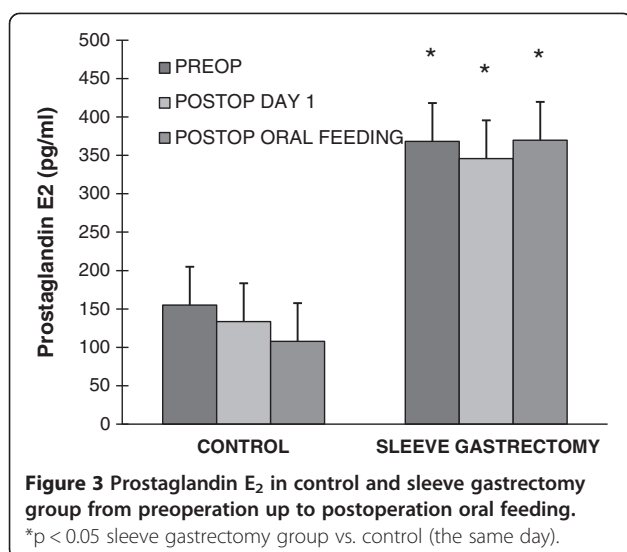 500
450
400
350
300
250
200
150
100
50
0
Prostaglandin E2 (pg/ml)
PREOP
POSTOP DAY 1
POSTOP ORAL FEEDING
* * *
CONTROL SLEEVE GASTRECTOMY
Figure 3 Prostaglandin E₂ in control and sleeve gastrectomy
group from preoperation up to postoperation oral feeding.
*p < 0.05 sleeve gastrectomy group vs. control (the same day).